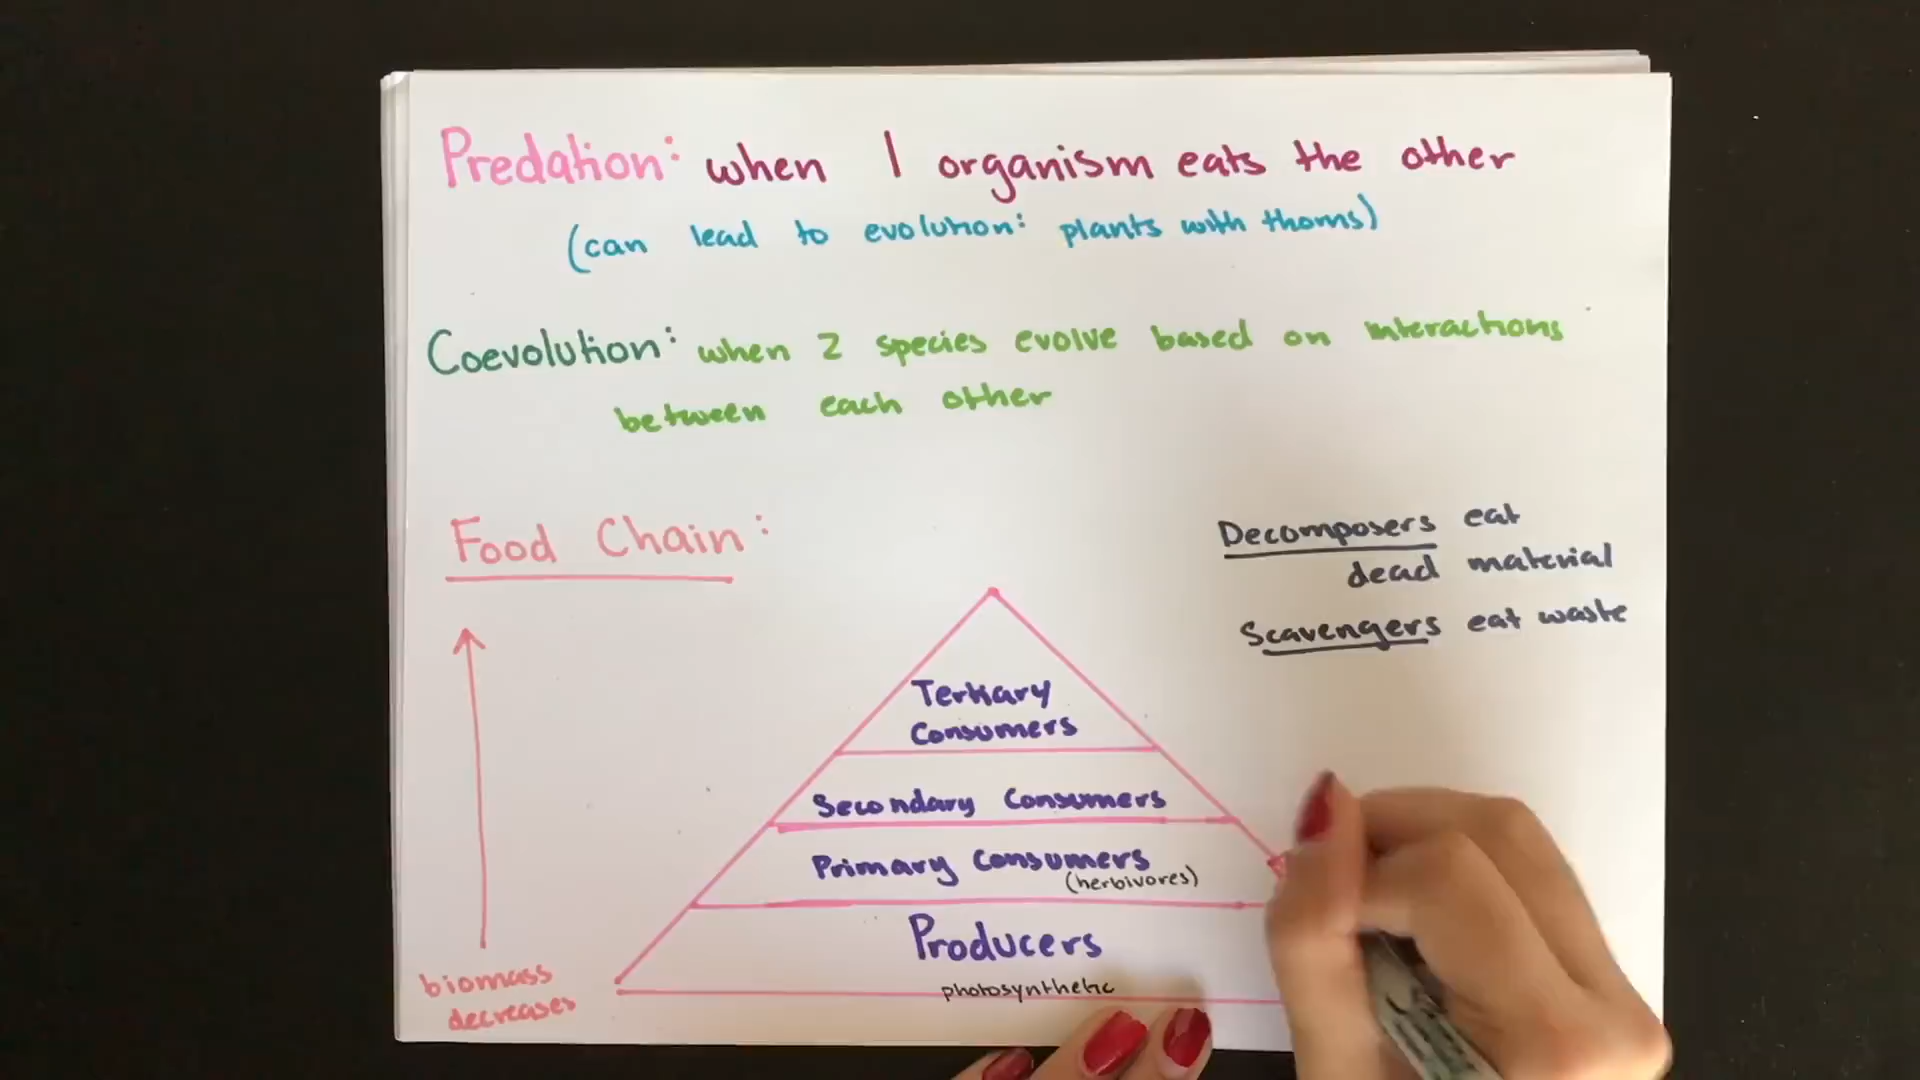 Predation: when 1 organism eats the other
(can lead to evolution: plants with thorns)
Coevolution: when 2 species evolve based on interactions
between each other
Food Chain:
Decomposers eat
dead material
Scavengers eat waste
Tertiary
Consumers
Secondary Consumers
Primary Consumers
(herbivores)
Producers
photosynthetic
biomass
decreases